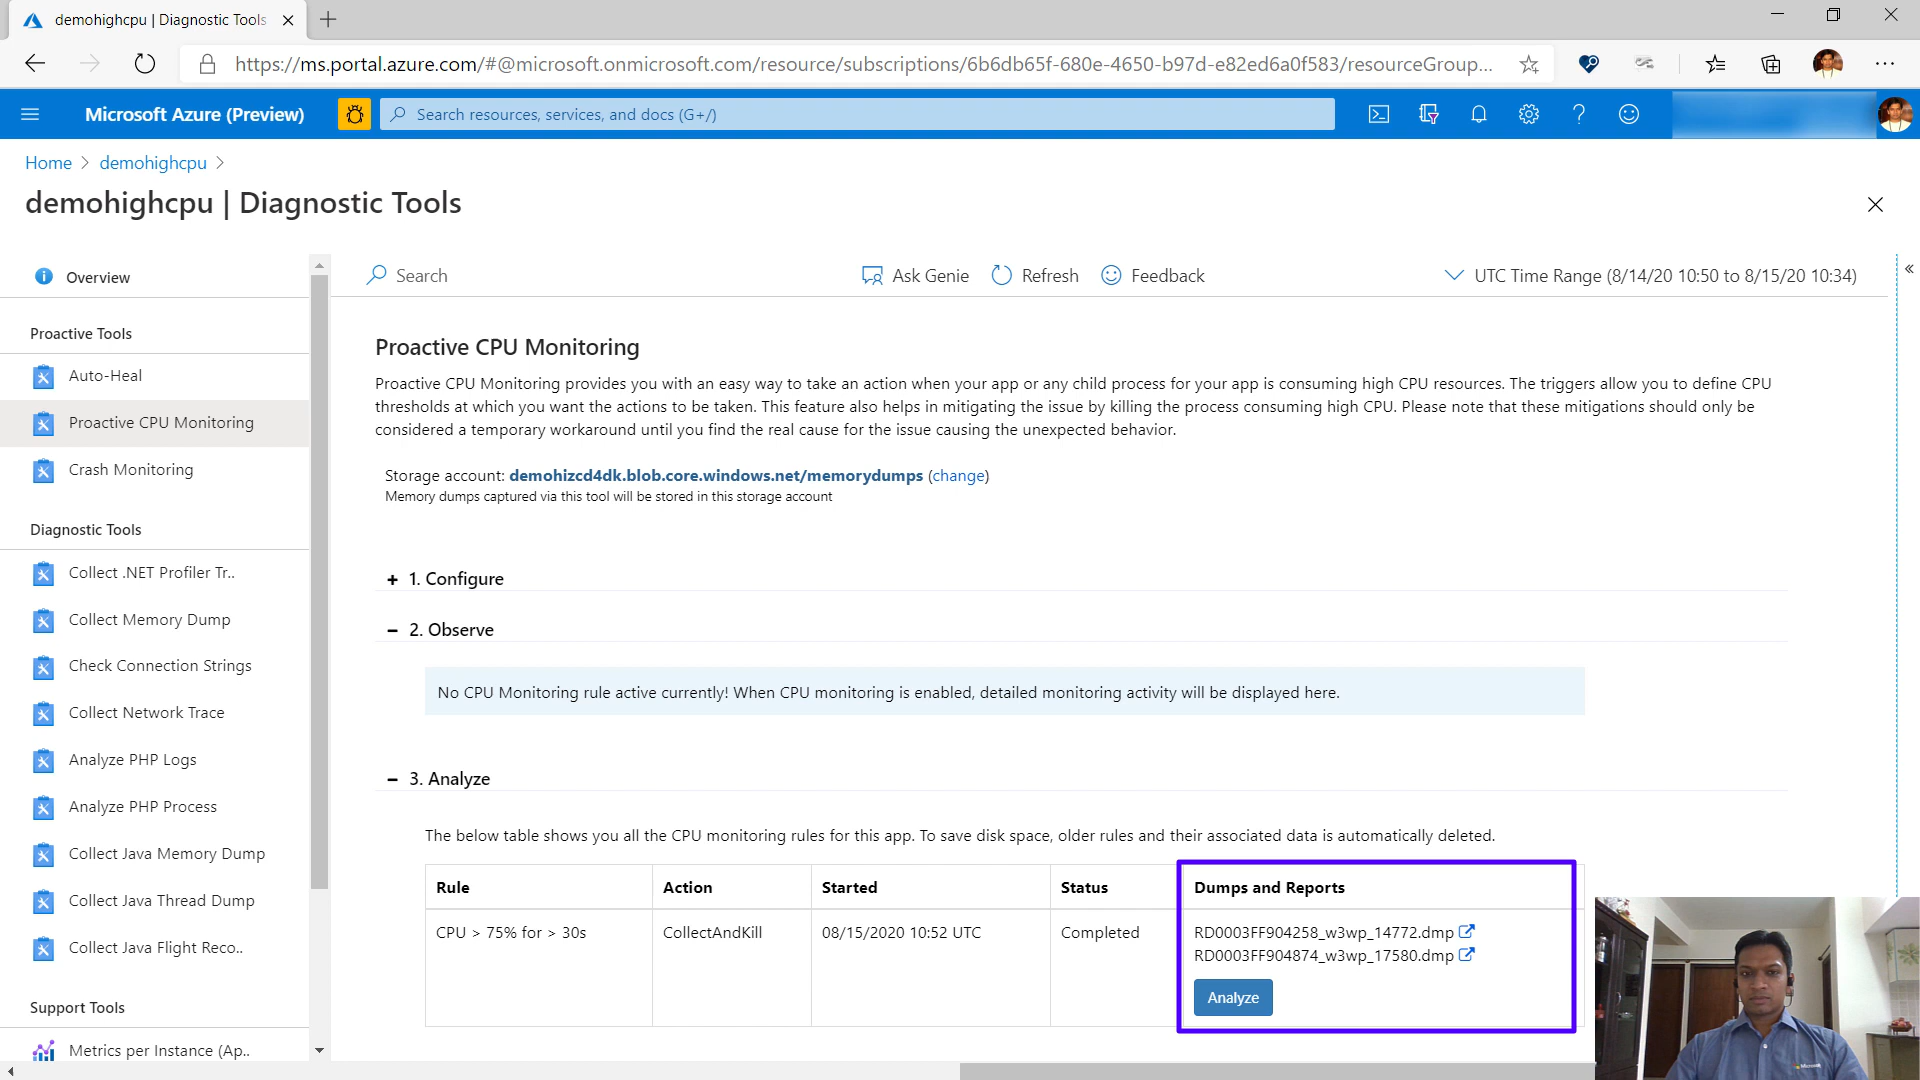 demohighcpu | Diagnostic Tools
https://ms.portal.azure.com/#@microsoft.onmicrosoft.com/resource/subscriptions/6b6db65f-680e-4650-b97d-e82ed6a0f583/resourceGroup...
Microsoft Azure (Preview)
Search resources, services, and docs (G+/)
Home > demohighcpu >
demohighcpu | Diagnostic Tools
Overview
Proactive Tools
Auto-Heal
Proactive CPU Monitoring
Crash Monitoring
Diagnostic Tools
Collect .NET Profiler Tr..
Collect Memory Dump
Check Connection Strings
Collect Network Trace
Analyze PHP Logs
Analyze PHP Process
Collect Java Memory Dump
Collect Java Thread Dump
Collect Java Flight Reco..
Support Tools
Metrics per Instance (Ap..
Search
Ask Genie
Refresh
Feedback
UTC Time Range (8/14/20 10:50 to 8/15/20 10:34)
Proactive CPU Monitoring
Proactive CPU Monitoring provides you with an easy way to take an action when your app or any child process for your app is consuming high CPU resources. The triggers allow you to define CPU
thresholds at which you want the actions to be taken. This feature also helps in mitigating the issue by killing the process consuming high CPU. Please note that these mitigations should only be
considered a temporary workaround until you find the real cause for the issue causing the unexpected behavior.
Storage account: demohizcd4dk.blob.core.windows.net/memorydumps (change)
Memory dumps captured via this tool will be stored in this storage account
+ 1. Configure
− 2. Observe
No CPU Monitoring rule active currently! When CPU monitoring is enabled, detailed monitoring activity will be displayed here.
− 3. Analyze
The below table shows you all the CPU monitoring rules for this app. To save disk space, older rules and their associated data is automatically deleted.
Rule Action Started Status Dumps and Reports
CPU > 75% for > 30s CollectAndKill 08/15/2020 10:52 UTC Completed RD0003FF904258_w3wp_14772.dmp
RD0003FF904874_w3wp_17580.dmp
Analyze